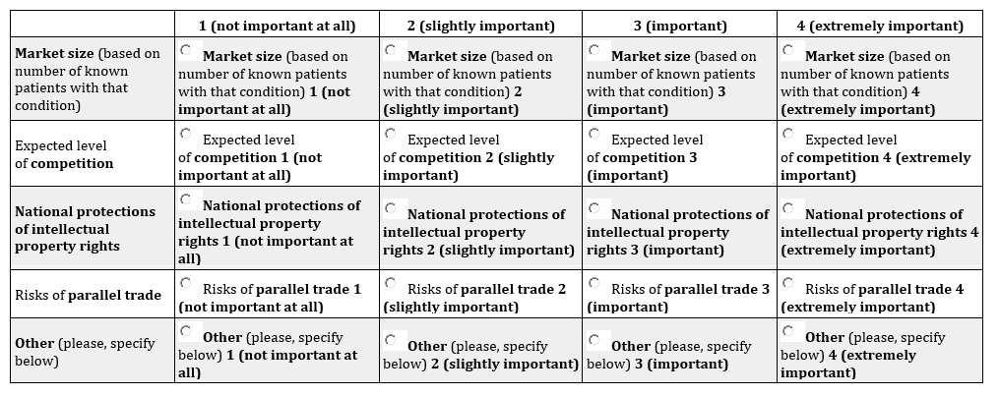 1 (not important at all) 2 (slightly important) 3 (important) 4 (extremely important)
Market size (based on
number of known
patients with that
condition)
Market size (based on
number of known patients
with that condition) 1 (not
important at all)
Market size (based on
number of known patients
with that condition) 2
(slightly important)
Market size (based on
number of known patients
with that condition) 3
(important)
Market size (based on
number of known patients
with that condition) 4
(extremely important)
Expected level
of competition
Expected level
of competition 1 (not
important at all)
Expected level
of competition 2 (slightly
important)
Expected level
of competition 3
(important)
Expected level
of competition 4 (extremely
important)
National protections
of intellectual
property rights
National protections of
intellectual property
rights 1 (not important at
all)
National protections of
intellectual property
rights 2 (slightly important)
National protections of
intellectual property
rights 3 (important)
National protections of
intellectual property rights 4
(extremely important)
Risks of parallel trade
Risks of parallel trade 1
(not important at all)
Risks of parallel trade 2
(slightly important)
Risks of parallel trade 3
(important)
Risks of parallel trade 4
(extremely important)
Other (please, specify
below)
Other (please, specify
below) 1 (not important at
all)
Other (please, specify
below) 2 (slightly important)
Other (please, specify
below) 3 (important)
Other (please, specify
below) 4 (extremely
important)